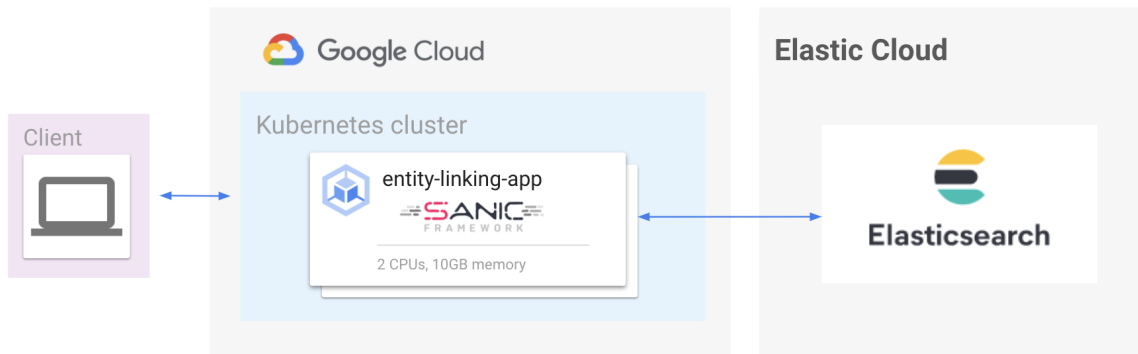 Google Cloud
Elastic Cloud
Client
Kubernetes cluster
entity-linking-app
SANIC
FRAMEWORK
2 CPUs, 10GB memory
Elasticsearch